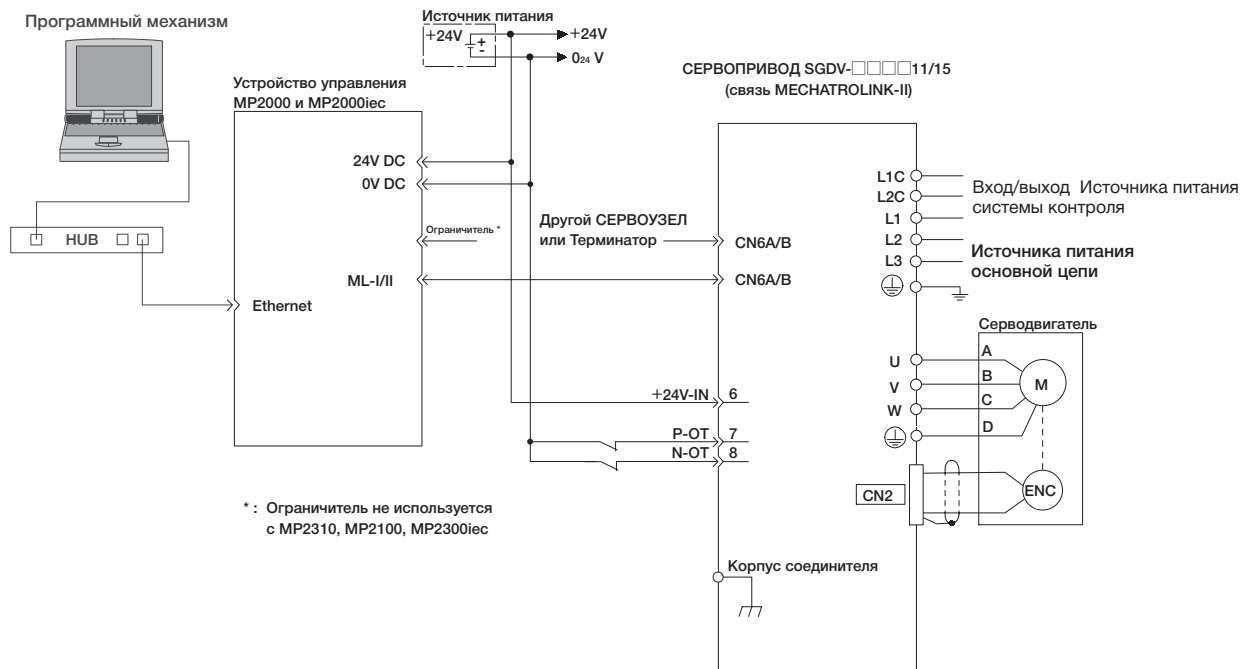 Программный механизм
Источник питания
+24V
+
-
+24V
0₂₄ V
Устройство управления
MP2000 и MP2000iec
СЕРВОПРИВОД SGDV-□□□□11/15
(связь MECHATROLINK-II)
24V DC
0V DC
Ограничитель *
ML-I/II
Ethernet
HUB
Другой СЕРВОУЗЕЛ
или Терминатор
CN6A/B
CN6A/B
L1C
L2C
L1
L2
L3
Вход/выход Источника питания
системы контроля
Источника питания
основной цепи
Серводвигатель
U
V
W
A
B
C
D
M
ENC
CN2
+24V-IN
6
P-OT
7
N-OT
8
* : Ограничитель не используется
с MP2310, MP2100, MP2300iec
Корпус соединителя